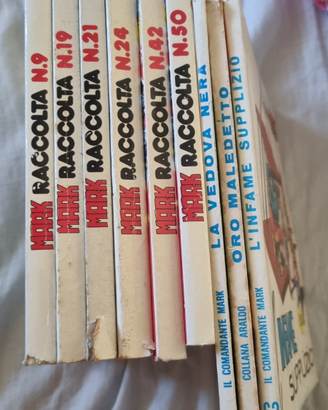 MARK RACCOLTA N.9
MARK RACCOLTA N.19
MARK RACCOLTA N.21
MARK RACCOLTA N.24
MARK RACCOLTA N.42
MARK RACCOLTA N.50
IL COMANDANTE MARK LA VEDOVA NERA
COLLANA ARALDO ORO MALEDETTO
IL COMANDANTE MARK L'INFAME SUPPLIZIO